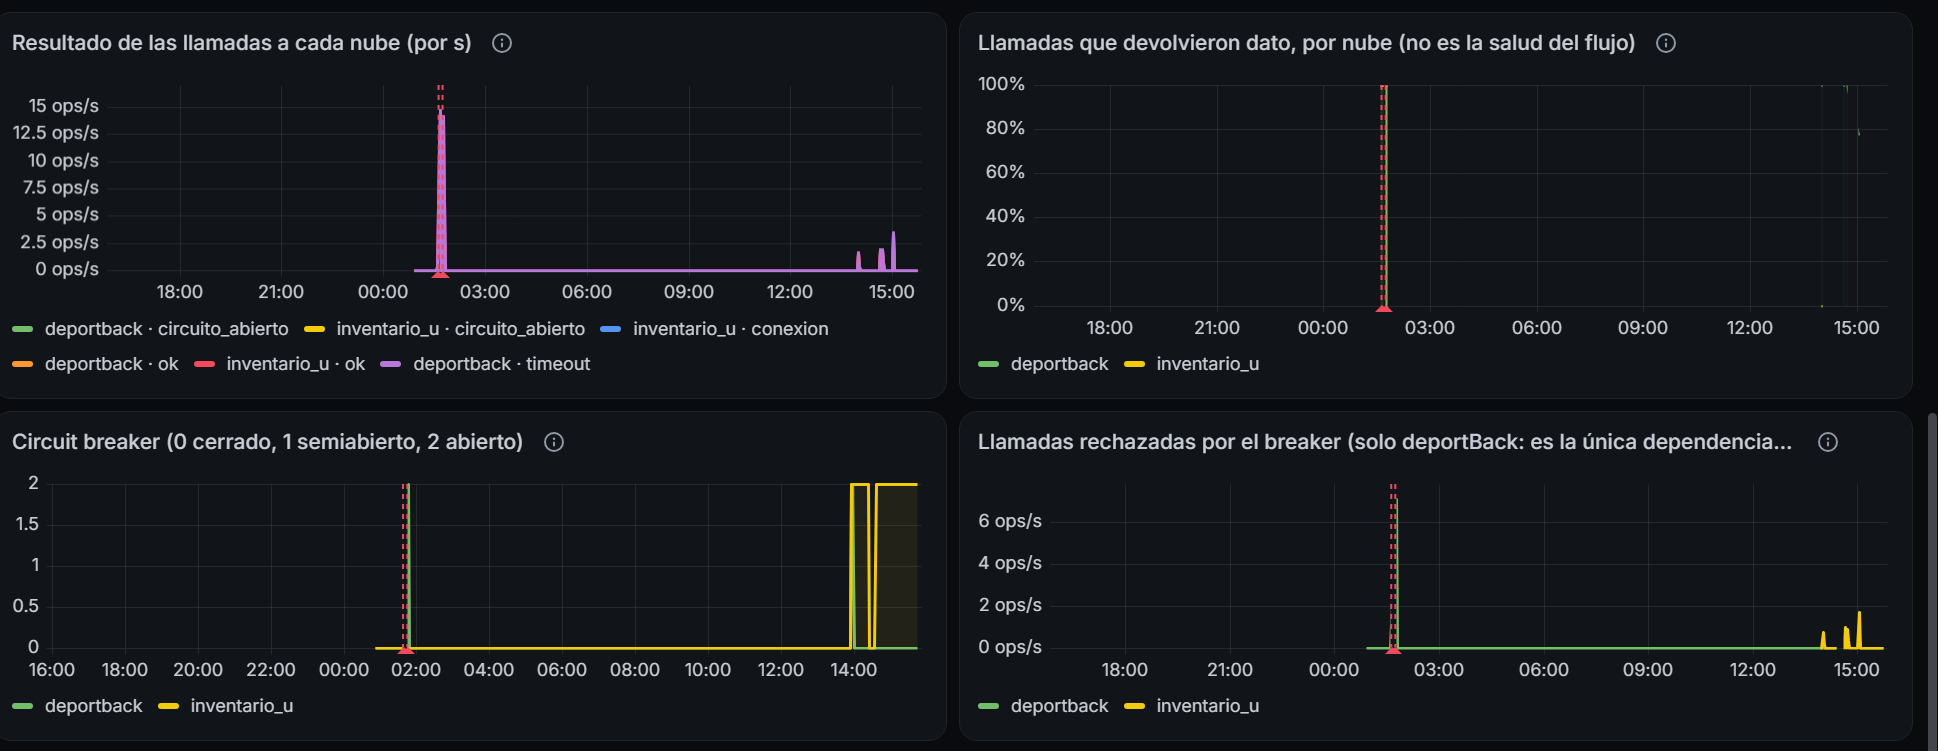 Resultado de las llamadas a cada nube (por s)
15 ops/s
12.5 ops/s
10 ops/s
7.5 ops/s
5 ops/s
2.5 ops/s
0 ops/s
18:00 21:00 00:00 03:00 06:00 09:00 12:00 15:00
deportback · circuito_abierto inventario_u · circuito_abierto inventario_u · conexion
deportback · ok inventario_u · ok deportback · timeout
Llamadas que devolvieron dato, por nube (no es la salud del flujo)
100%
80%
60%
40%
20%
0%
18:00 21:00 00:00 03:00 06:00 09:00 12:00 15:00
deportback inventario_u
Circuit breaker (0 cerrado, 1 semiabierto, 2 abierto)
2
1.5
1
0.5
0
16:00 18:00 20:00 22:00 00:00 02:00 04:00 06:00 08:00 10:00 12:00 14:00
deportback inventario_u
Llamadas rechazadas por el breaker (solo deportBack: es la única dependencia...
6 ops/s
4 ops/s
2 ops/s
0 ops/s
18:00 21:00 00:00 03:00 06:00 09:00 12:00 15:00
deportback inventario_u